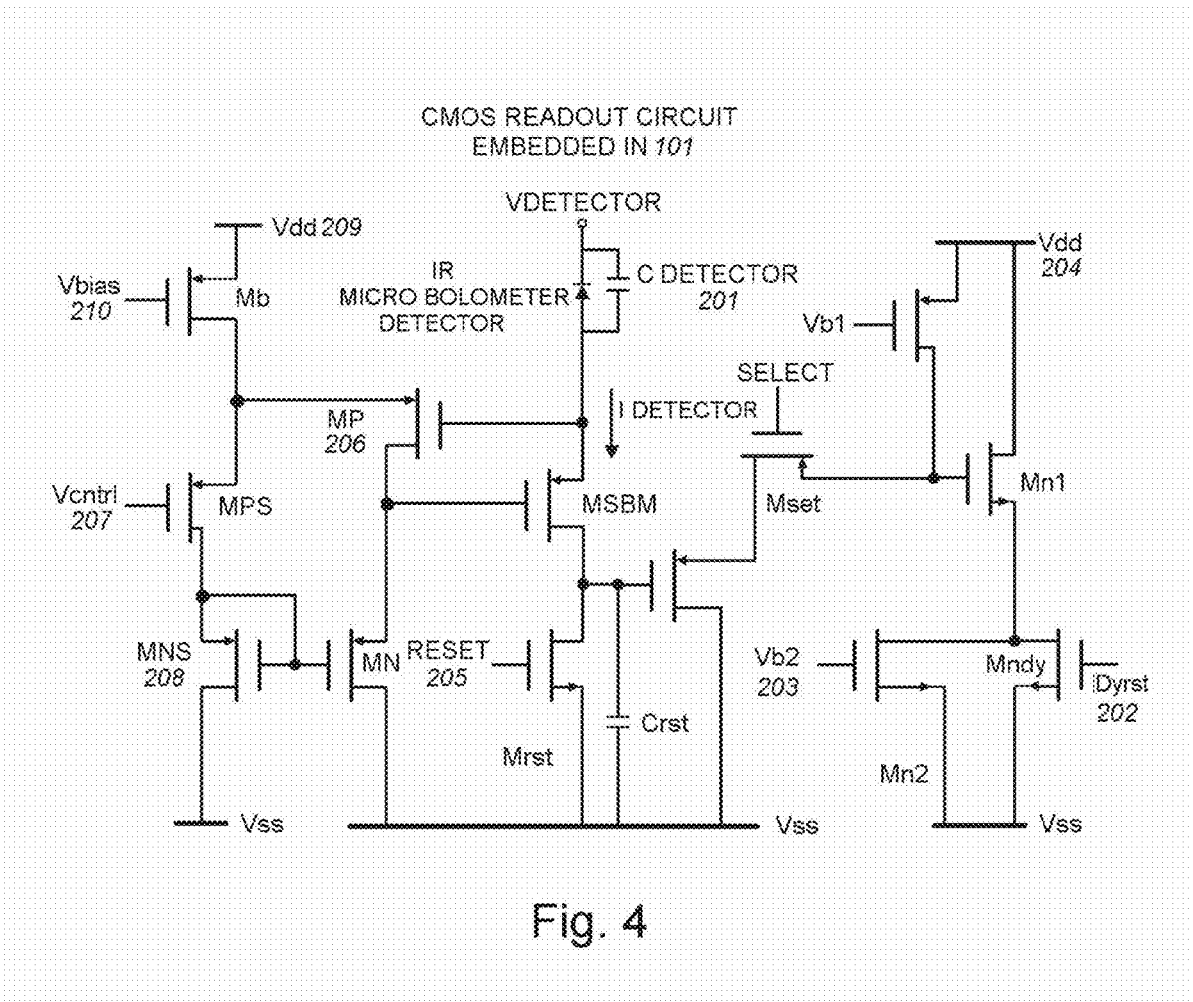 CMOS READOUT CIRCUIT
EMBEDDED IN 101
VDETECTOR
Vdd 209
Vdd
204
IR
MICRO BOLOMETER
DETECTOR
C DETECTOR
201
Vbias
210
Mb
Vb1
SELECT
MP
206
I DETECTOR
Vcntrl
207
MPS
MSBM
Mset
Mn1
MNS
208
MN
RESET
205
Vb2
203
Mndy
Dyrst
202
Crst
Mrst
Mn2
Vss
Vss
Vss
Fig. 4